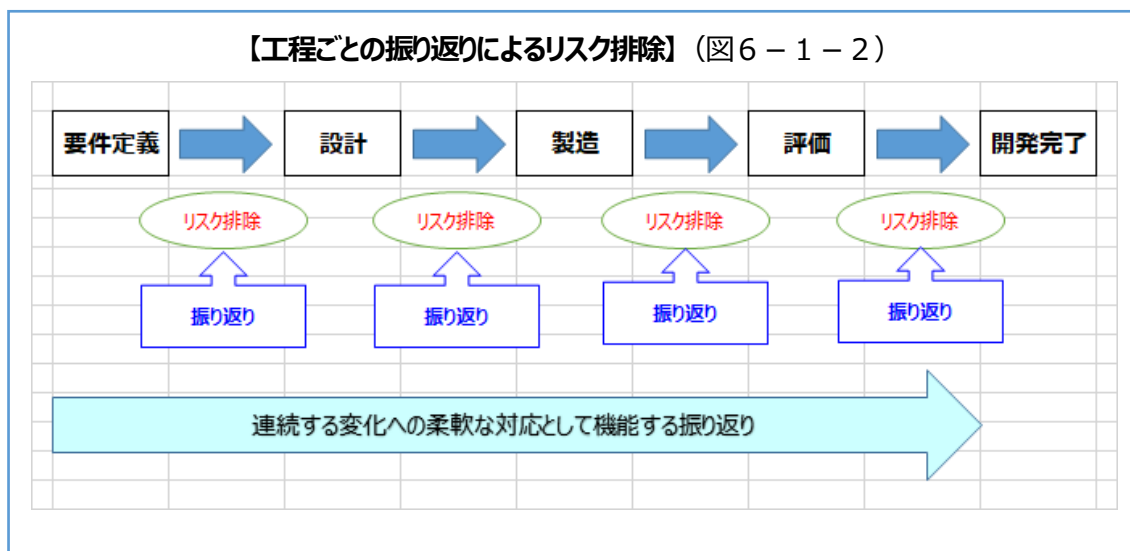 【工程ごとの振り返りによるリスク排除】（図６－１－２）
要件定義
設計
製造
評価
開発完了
リスク排除
リスク排除
リスク排除
リスク排除
振り返り
振り返り
振り返り
振り返り
連続する変化への柔軟な対応として機能する振り返り